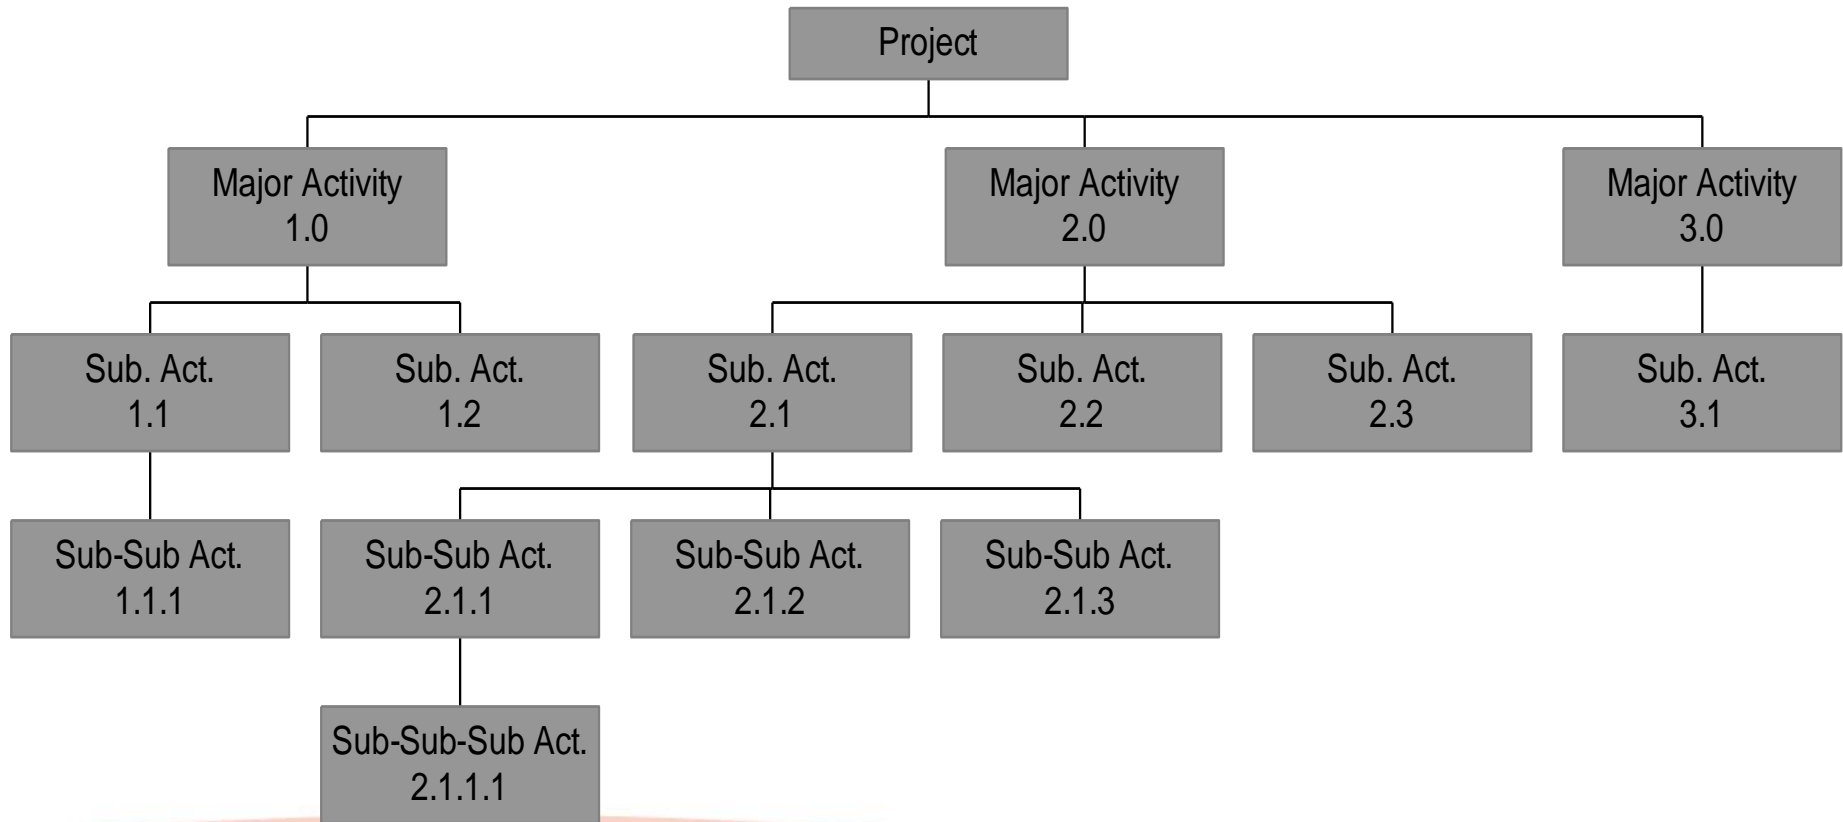 Project
Major Activity
1.0
Major Activity
2.0
Major Activity
3.0
Sub. Act.
1.1
Sub. Act.
1.2
Sub. Act.
2.1
Sub. Act.
2.2
Sub. Act.
2.3
Sub. Act.
3.1
Sub-Sub Act.
1.1.1
Sub-Sub Act.
2.1.1
Sub-Sub Act.
2.1.2
Sub-Sub Act.
2.1.3
Sub-Sub-Sub Act.
2.1.1.1